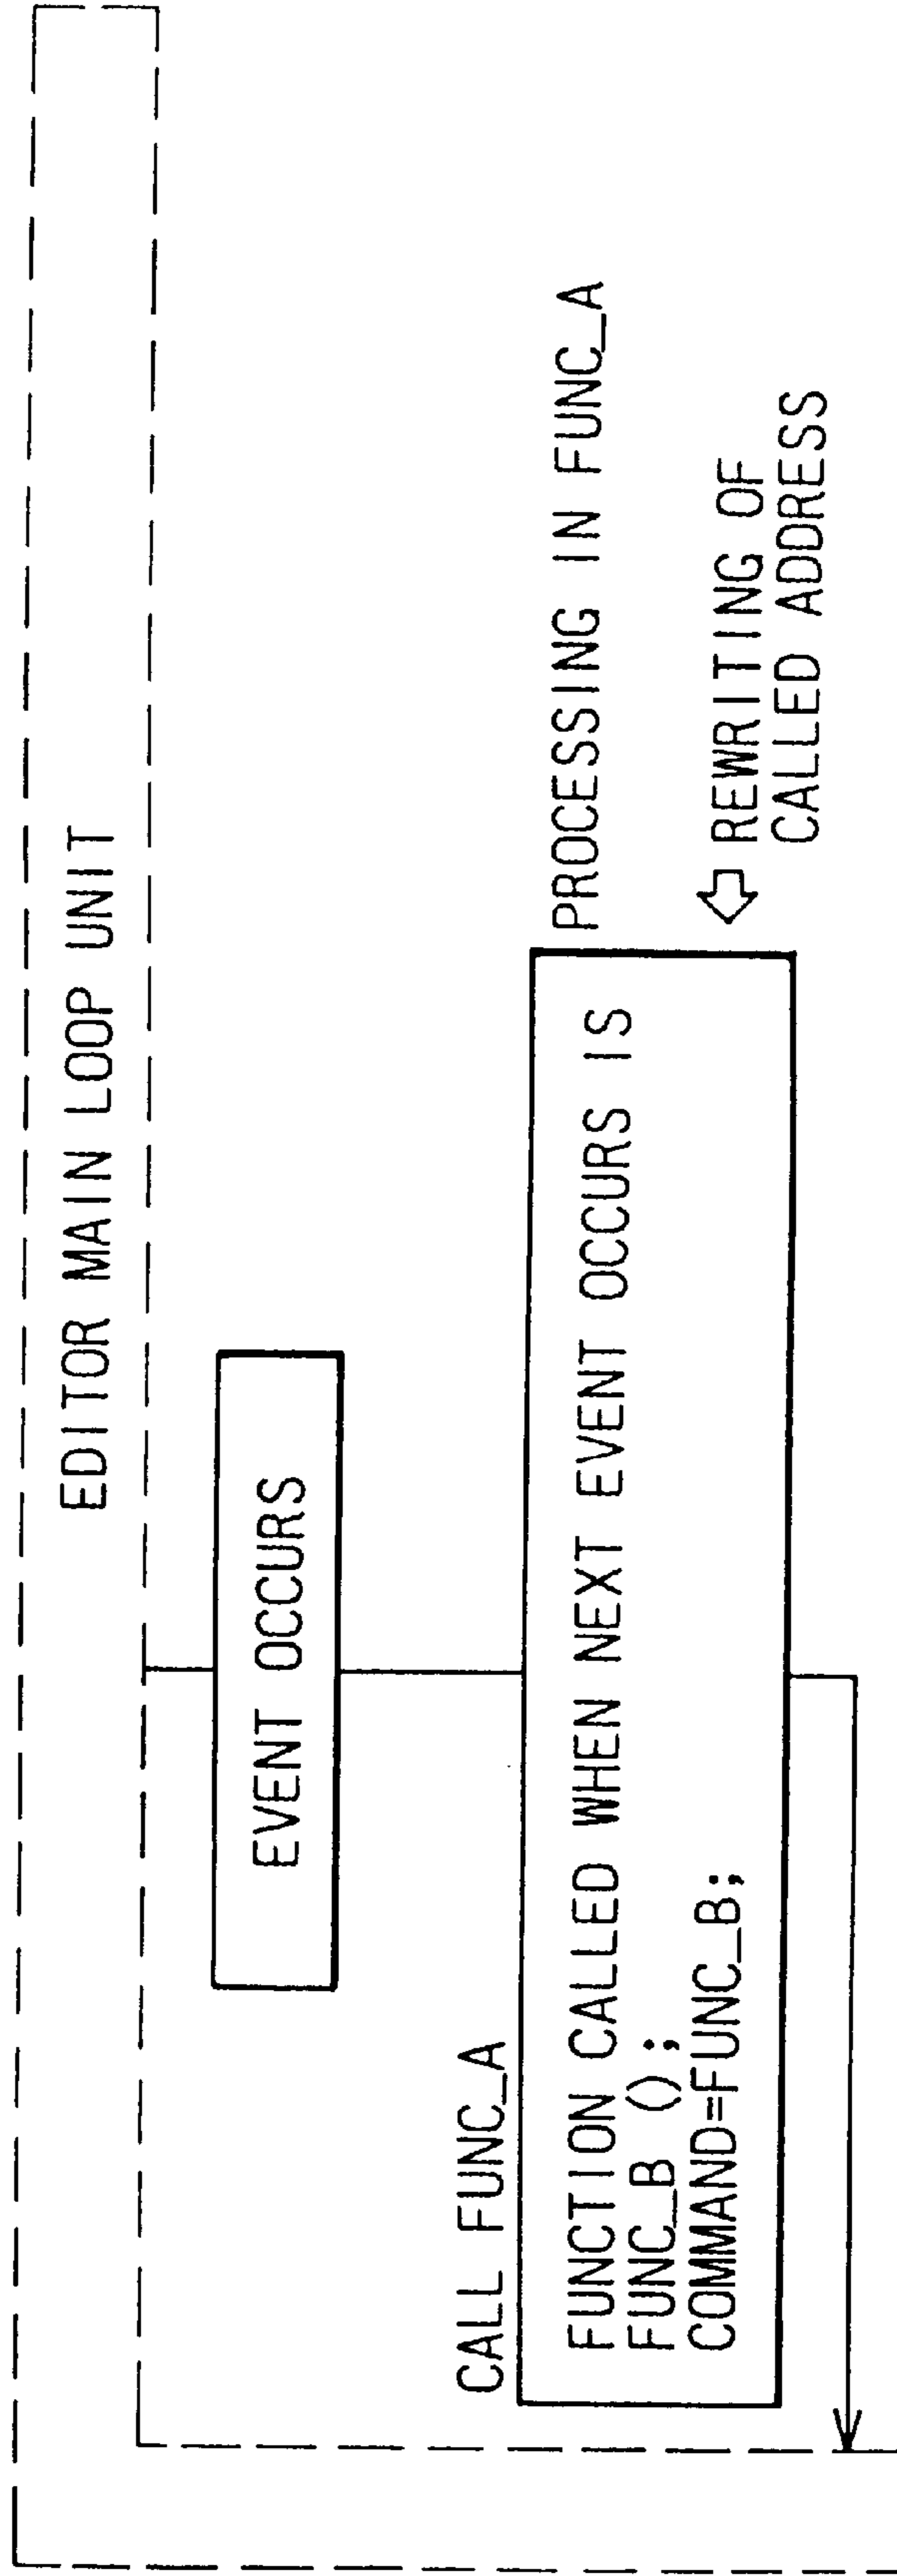 EDITOR MAIN LOOP UNIT
EVENT OCCURS
CALL FUNC_A
FUNCTION CALLED WHEN NEXT EVENT OCCURS IS
FUNC_B ();
COMMAND=FUNC_B;
PROCESSING IN FUNC_A
REWRITING OF
CALLED ADDRESS